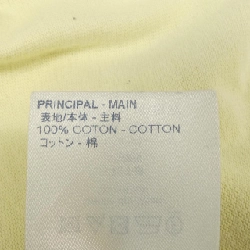 PRINCIPAL - MAIN
表地/本体 - 主料
100% COTON - COTTON
コットン - 棉